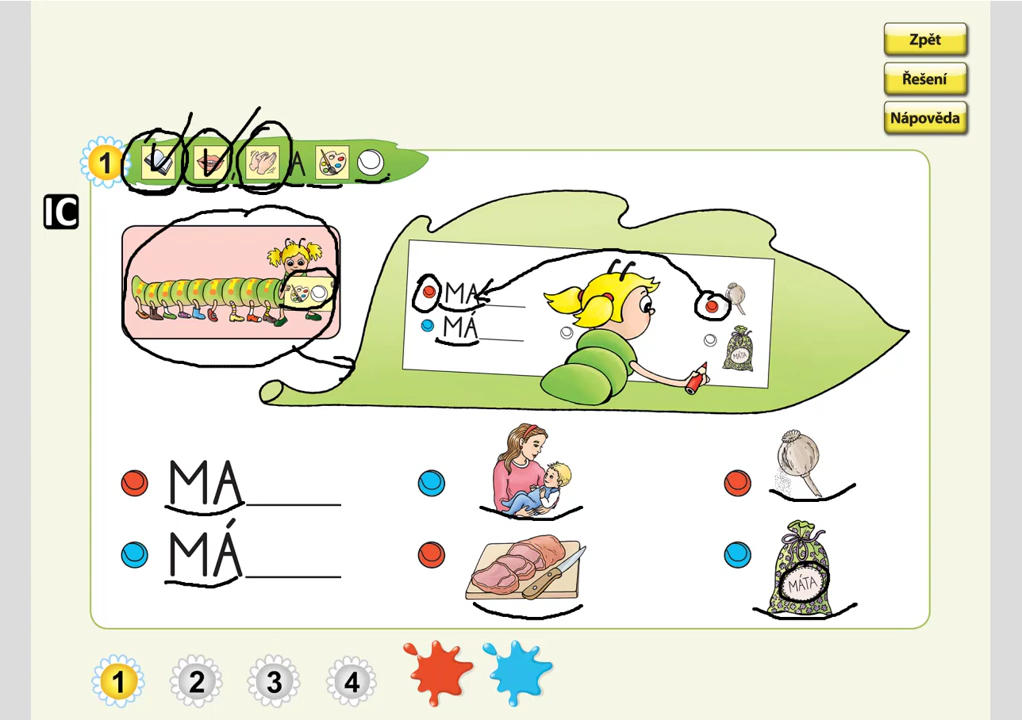 Zpět
Řešení
Nápověda
1 A
IC
MA
MÁ
MÁTA
MA
MÁ
MÁTA
1 2 3 4